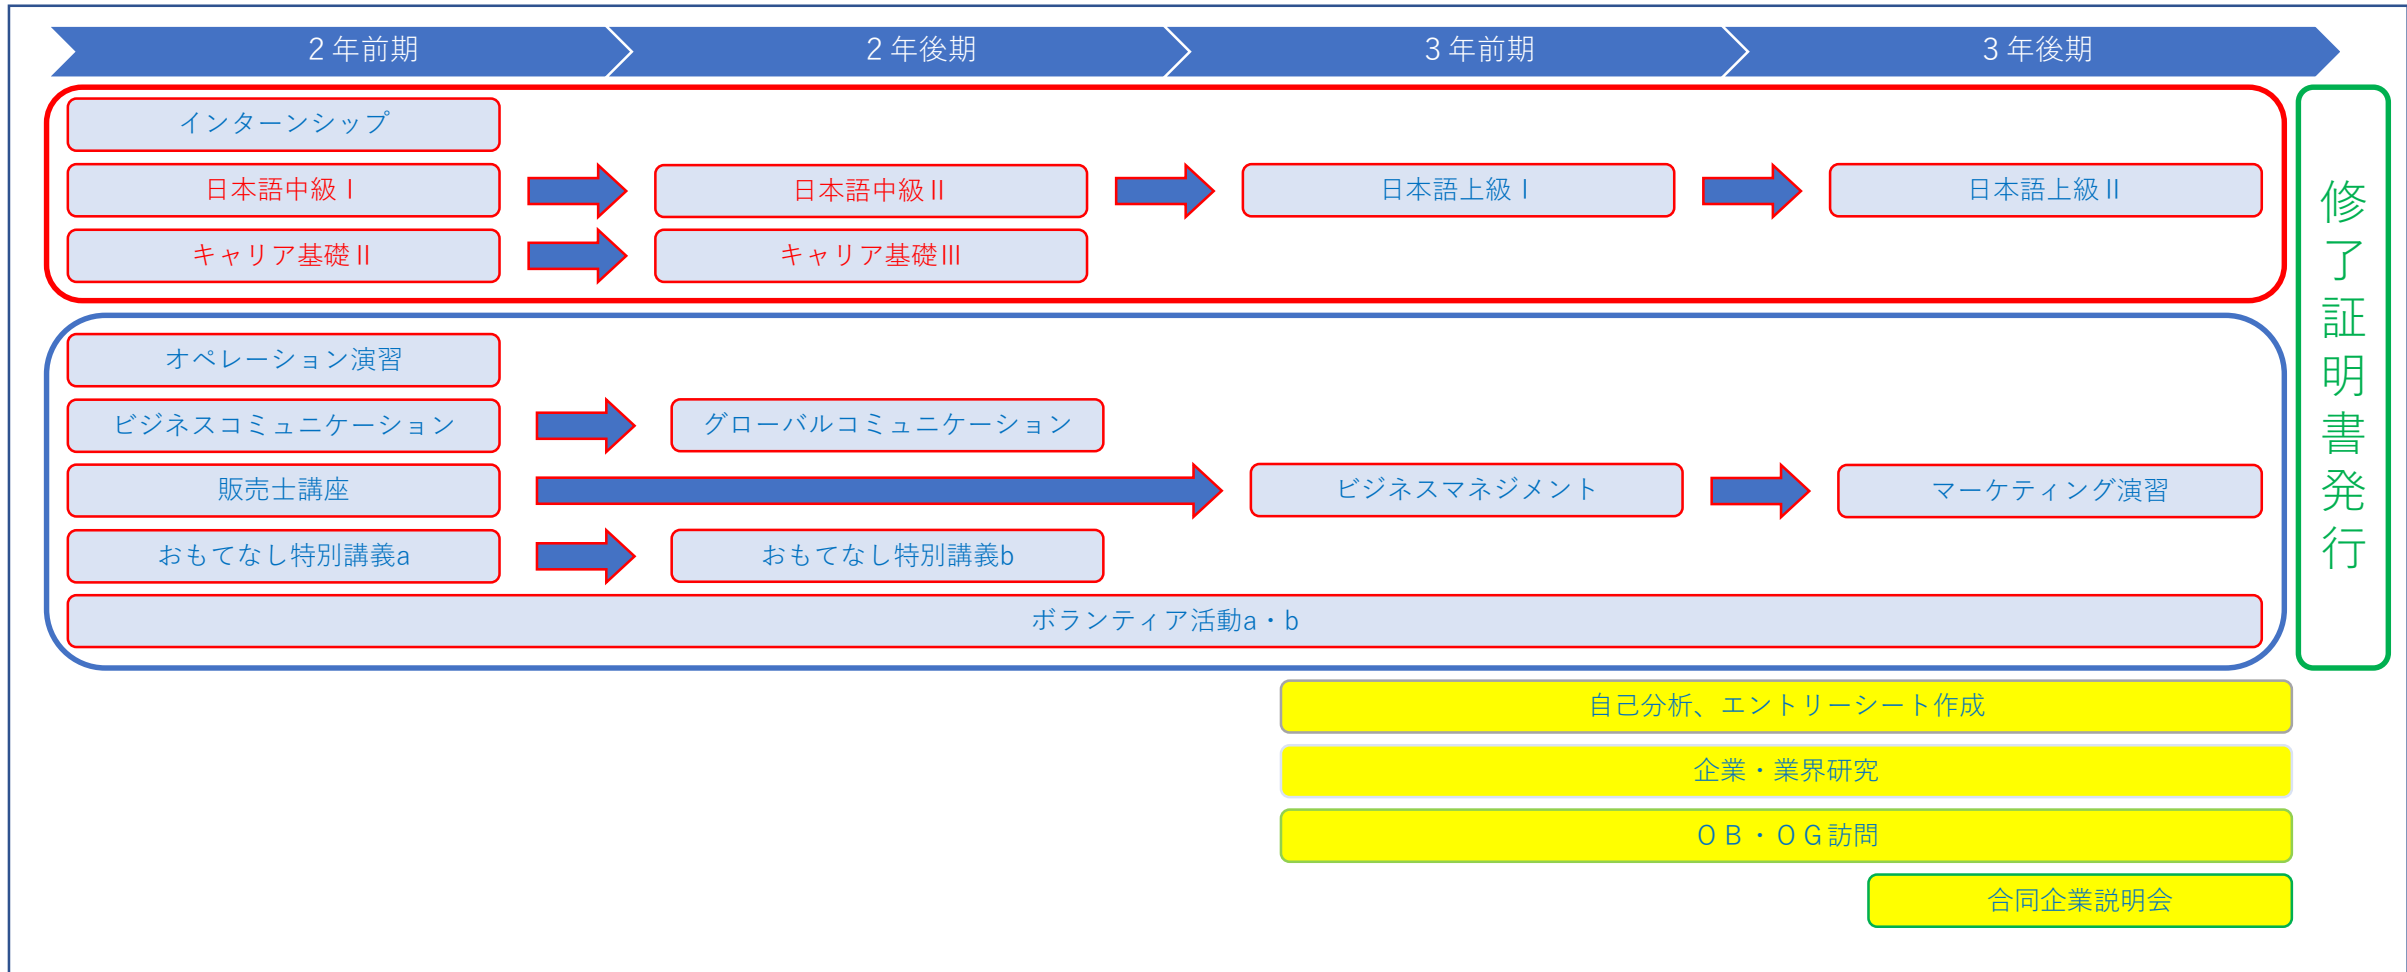 2年前期
2年後期
3年前期
3年後期
インターンシップ
日本語中級Ⅰ
日本語中級Ⅱ
日本語上級Ⅰ
日本語上級Ⅱ
キャリア基礎Ⅱ
キャリア基礎Ⅲ
オペレーション演習
ビジネスコミュニケーション
グローバルコミュニケーション
販売士講座
ビジネスマネジメント
マーケティング演習
おもてなし特別講義a
おもてなし特別講義b
ボランティア活動a・b
修了証明書発行
自己分析、エントリーシート作成
企業・業界研究
ＯＢ・ＯＧ訪問
合同企業説明会